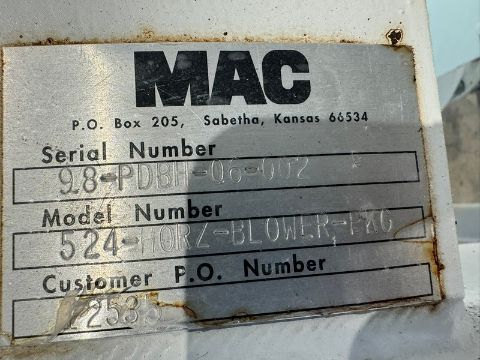 MAC
P.O. Box 205, Sabetha, Kansas 66534
Serial Number
98-PDBH-06-002
Model Number
524-HORZ-BLOWER-PKG
Customer P.O. Number
22535